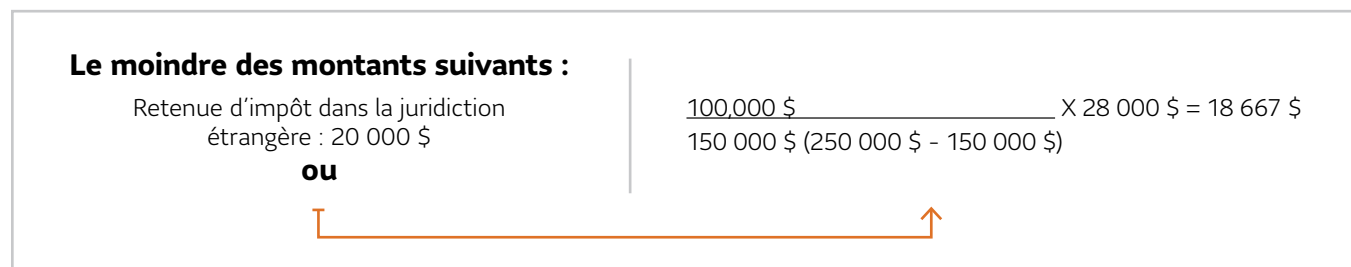 Le moindre des montants suivants :
Retenue d'impôt dans la juridiction
étrangère : 20 000 $
ou
100,000 $ X 28 000 $ = 18 667 $
150 000 $ (250 000 $ - 150 000 $)